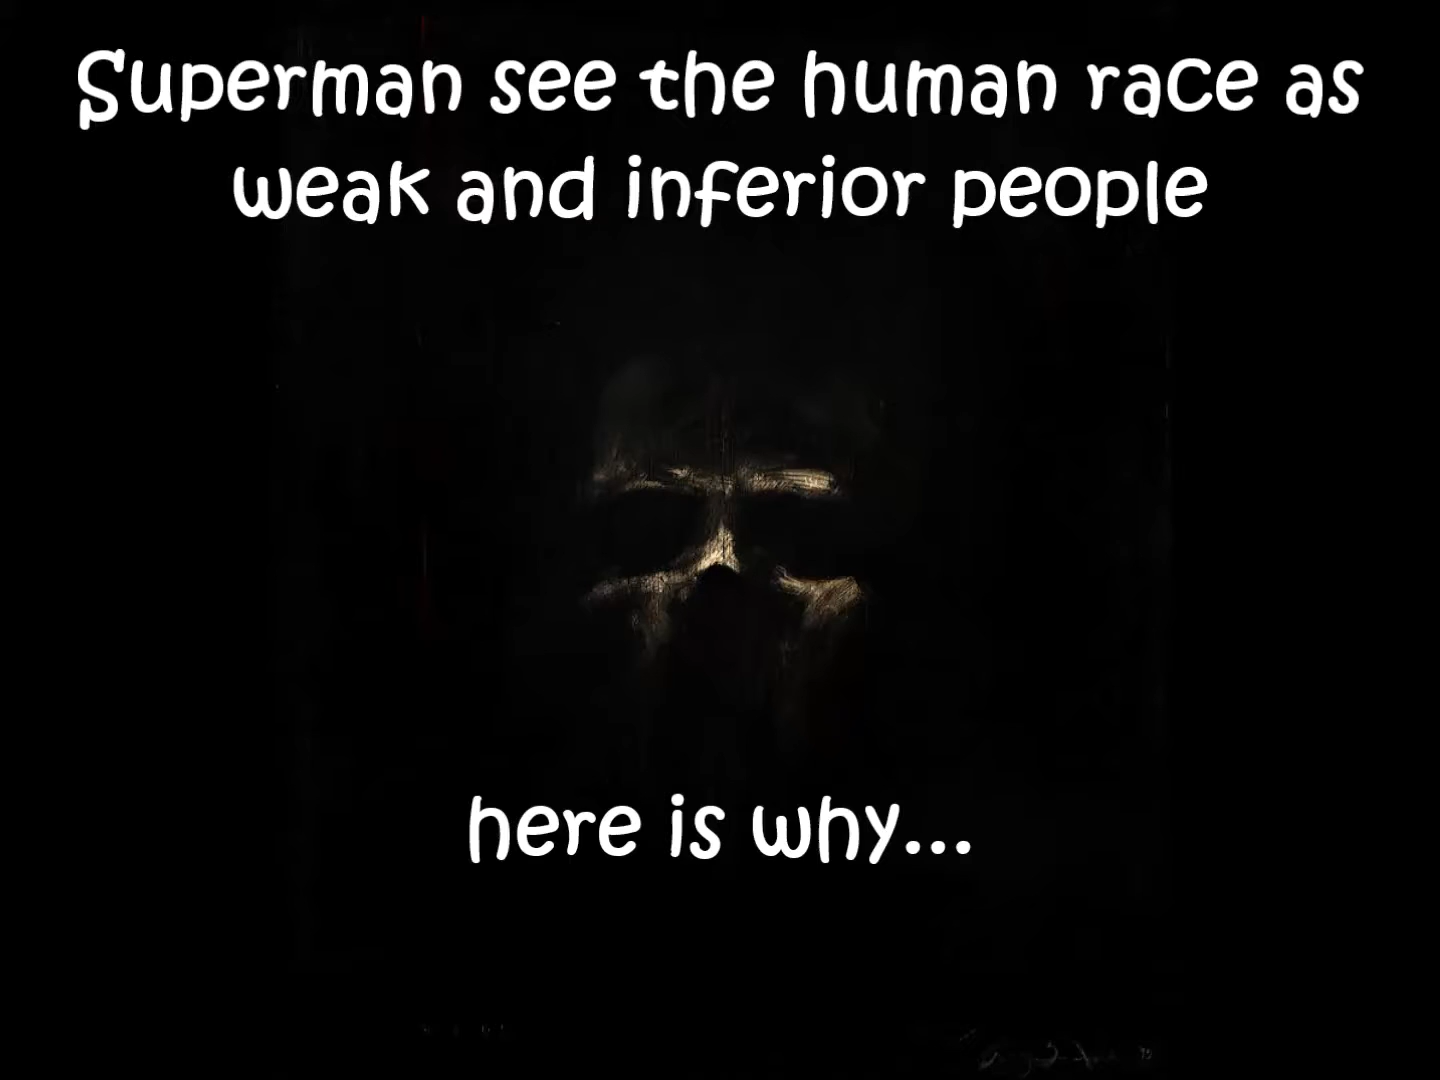 Superman see the human race as
weak and inferior people
here is why...